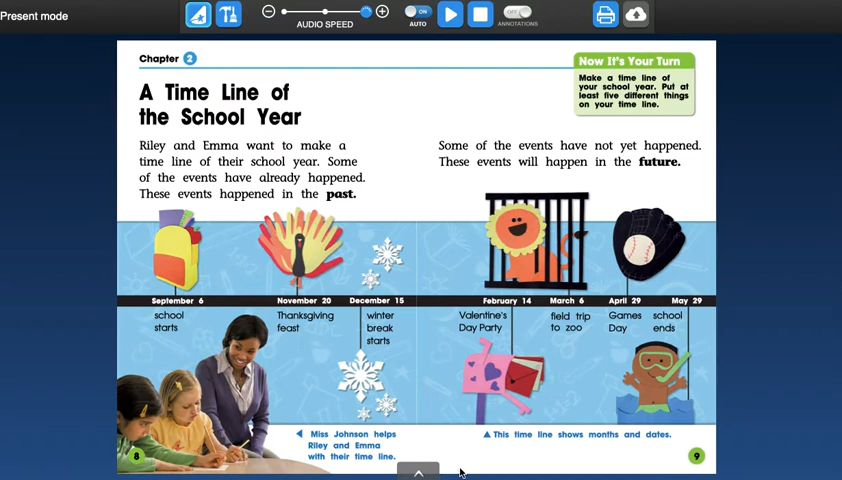 Present mode
AUDIO SPEED
ON
AUTO
OFF
ANNOTATIONS
Chapter 2
A Time Line of
the School Year
Riley and Emma want to make a
time line of their school year. Some
of the events have already happened.
These events happened in the past.
Now It's Your Turn
Make a time line of
your school year. Put at
least five different things
on your time line.
Some of the events have not yet happened.
These events will happen in the future.
September 6
November 20
December 15
February 14
March 6
April 29
May 29
school
starts
Thanksgiving
feast
winter
break
starts
Valentine's
Day Party
field trip
to zoo
Games
Day
school
ends
Miss Johnson helps
Riley and Emma
with their time line.
This time line shows months and dates.
8
9